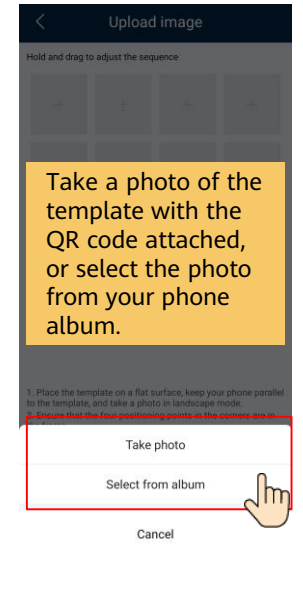 Upload image
Hold and drag to adjust the sequence
Take a photo of the
template with the
QR code attached,
or select the photo
from your phone
album.
1. Place the template on a flat surface, keep your phone parallel
to the template, and take a photo in landscape mode.
2. Ensure that the four positioning points in the corners are in
Take photo
Select from album
Cancel